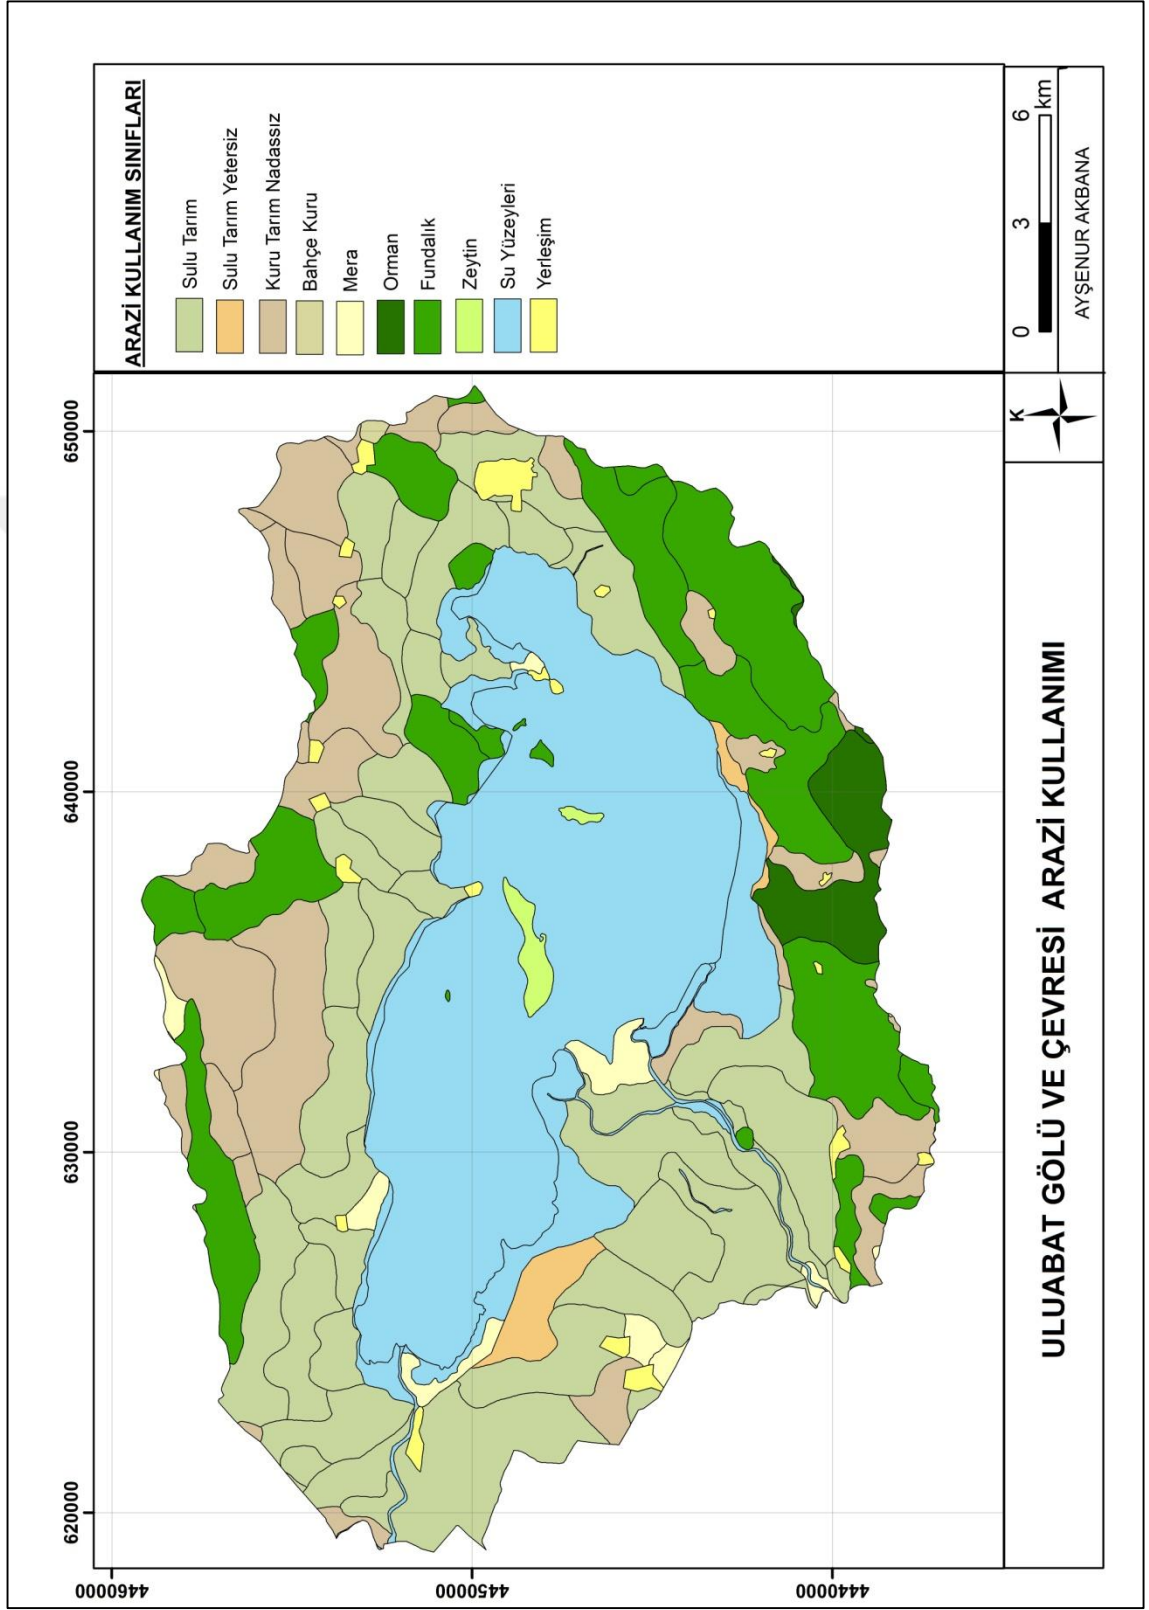 ARAZİ KULLANIM SINIFLARI
Sulu Tarım
Sulu Tarım Yetersiz
Kuru Tarım Nadassız
Bahçe Kuru
Mera
Orman
Fundalık
Zeytin
Su Yüzeyleri
Yerleşim
620000
630000
640000
650000
4460000
4450000
4440000
K
0 3 6
km
AYŞENUR AKBANA
ULUABAT GÖLÜ VE ÇEVRESİ ARAZİ KULLANIMI